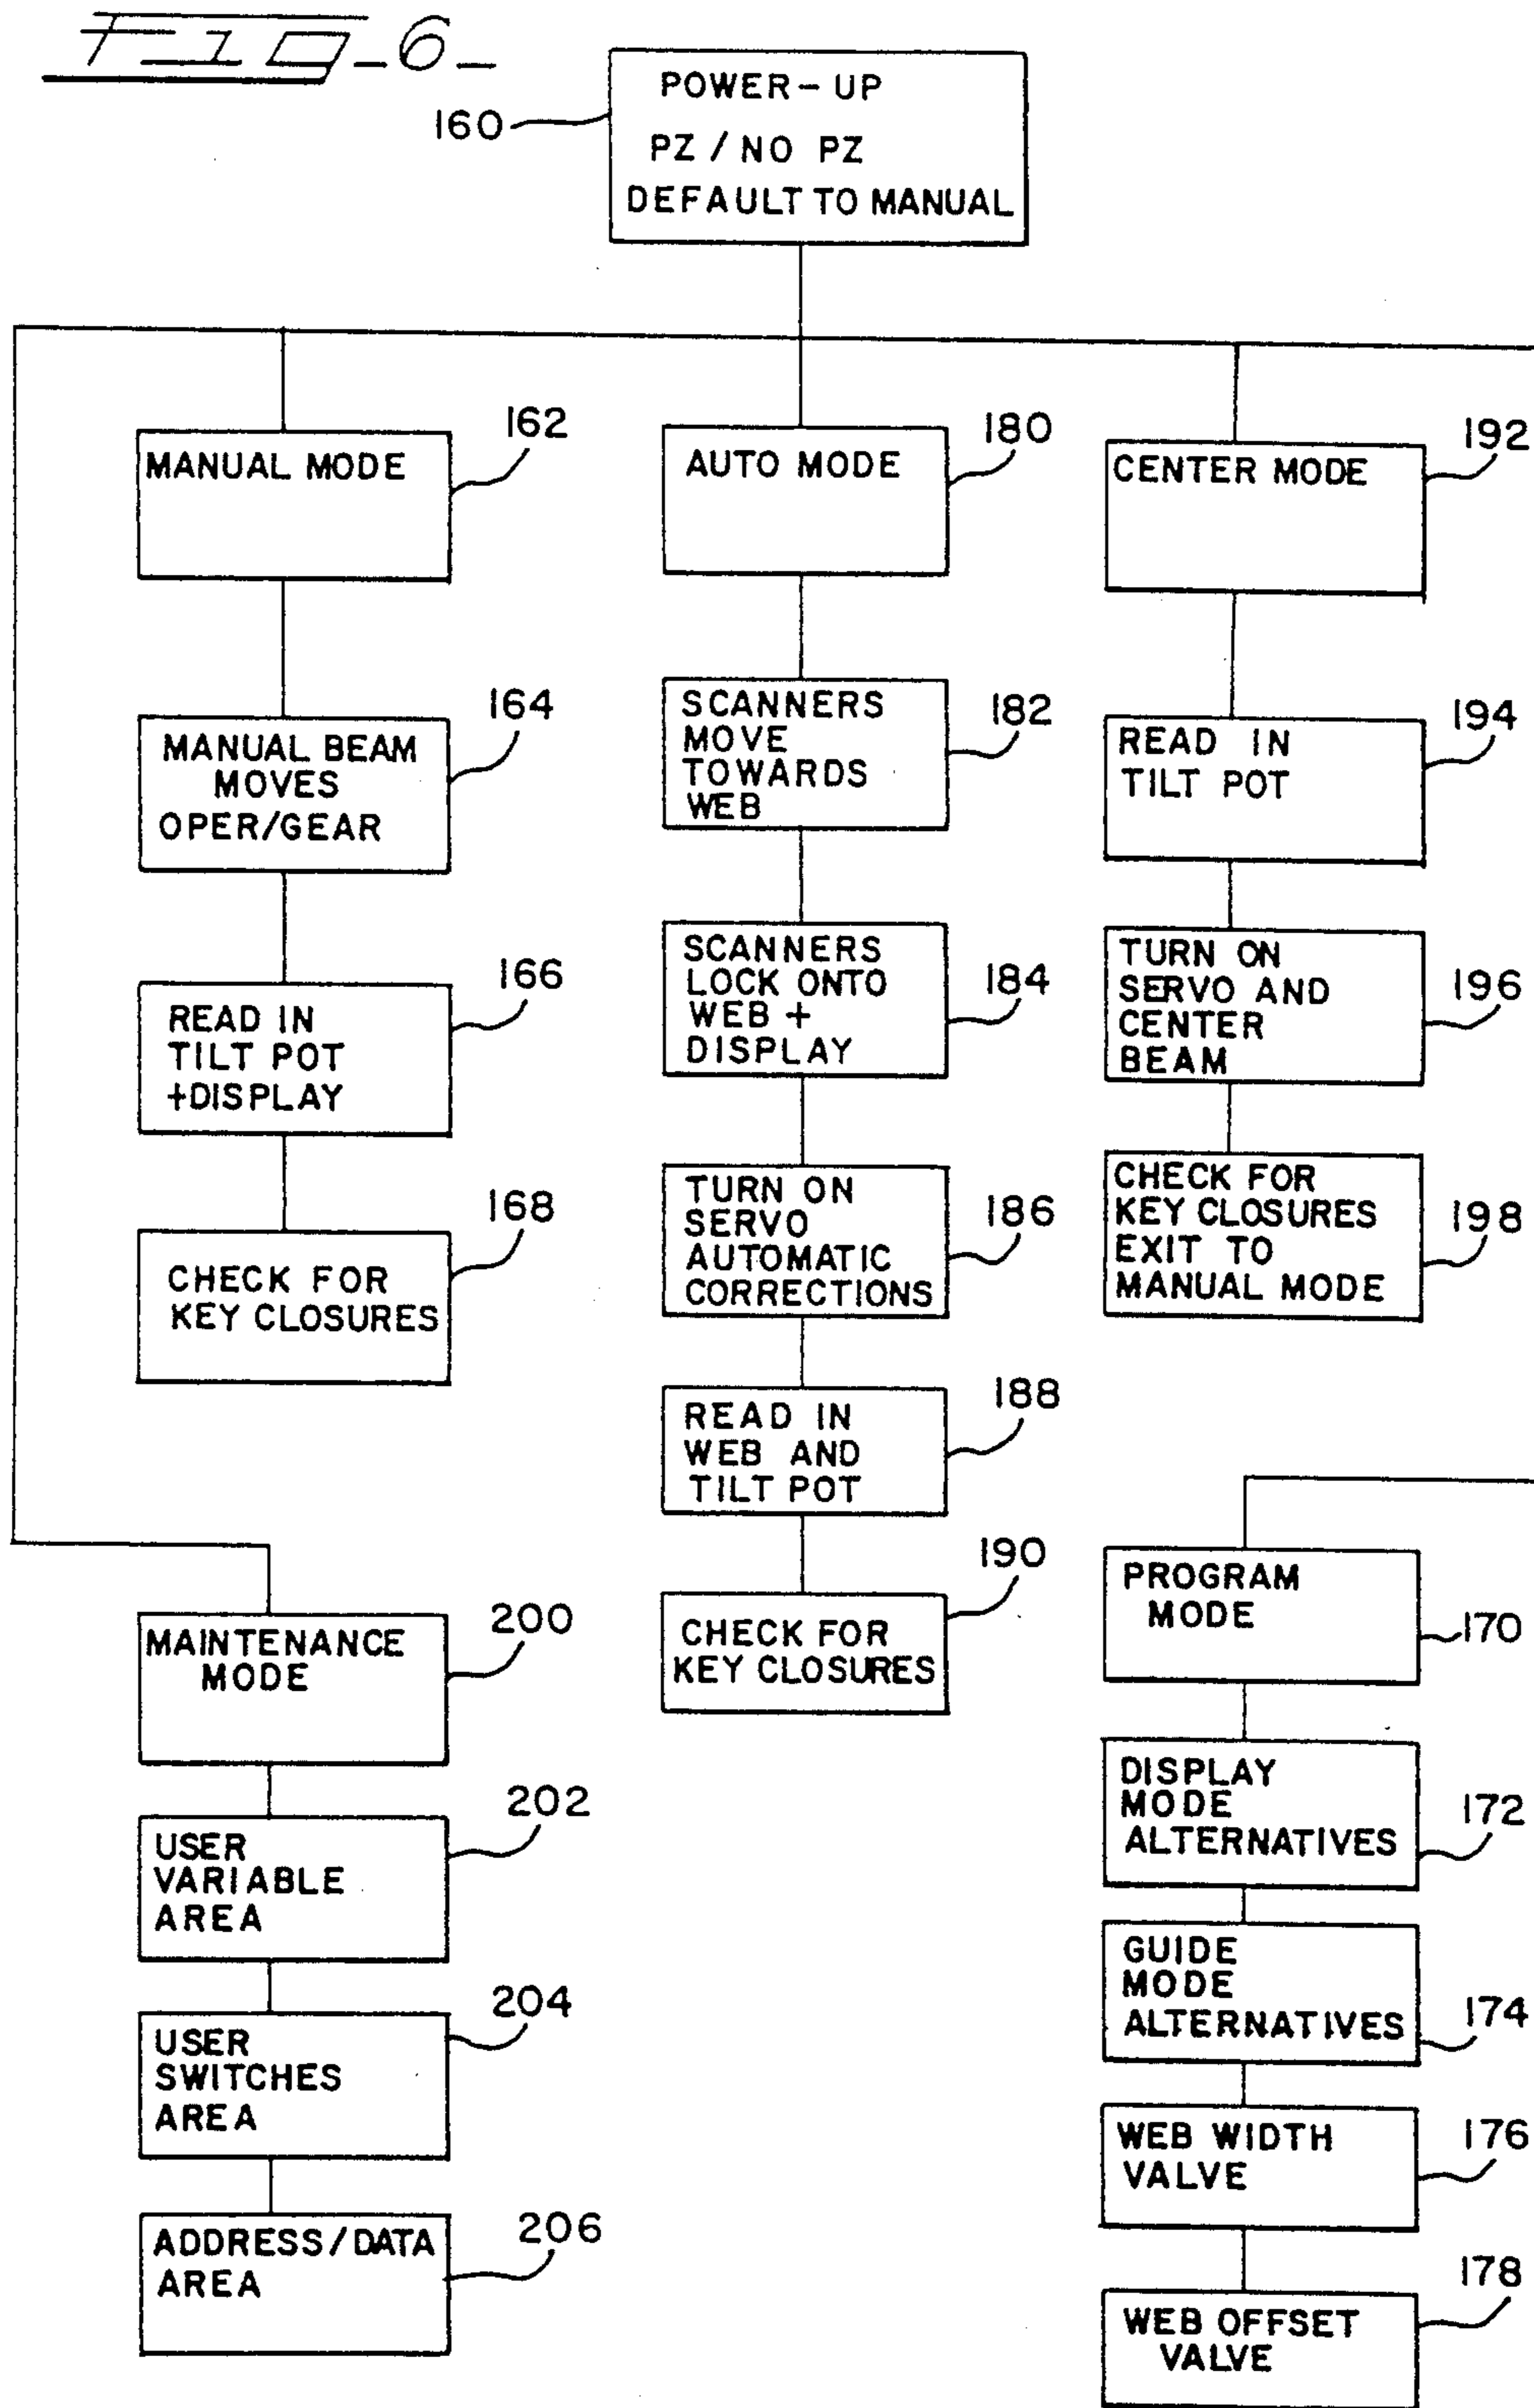 Fig_6_
POWER-UP
PZ/NO PZ
DEFAULT TO MANUAL
160
MANUAL MODE
162
MANUAL BEAM
MOVES
OPER/GEAR
164
READ IN
TILT POT
+DISPLAY
166
CHECK FOR
KEY CLOSURES
168
AUTO MODE
180
SCANNERS
MOVE
TOWARDS
WEB
182
SCANNERS
LOCK ONTO
WEB +
DISPLAY
184
TURN ON
SERVO
AUTOMATIC
CORRECTIONS
186
READ IN
WEB AND
TILT POT
188
CHECK FOR
KEY CLOSURES
190
CENTER MODE
192
READ IN
TILT POT
194
TURN ON
SERVO AND
CENTER
BEAM
196
CHECK FOR
KEY CLOSURES
EXIT TO
MANUAL MODE
198
MAINTENANCE
MODE
200
USER
VARIABLE
AREA
202
USER
SWITCHES
AREA
204
ADDRESS/DATA
AREA
206
PROGRAM
MODE
170
DISPLAY
MODE
ALTERNATIVES
172
GUIDE
MODE
ALTERNATIVES
174
WEB WIDTH
VALVE
176
WEB OFFSET
VALVE
178